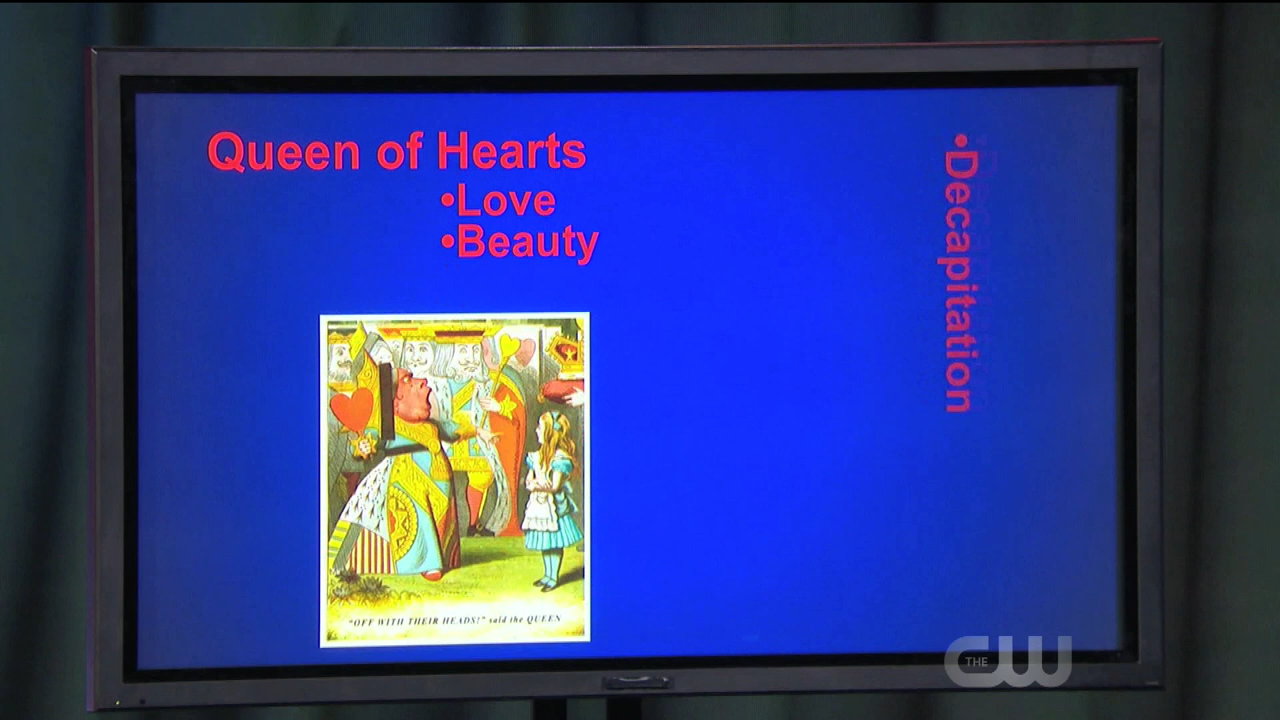 Queen of Hearts
•Love
•Beauty
•Decapitation
"OFF WITH THEIR HEADS!" said the QUEEN
THE CW